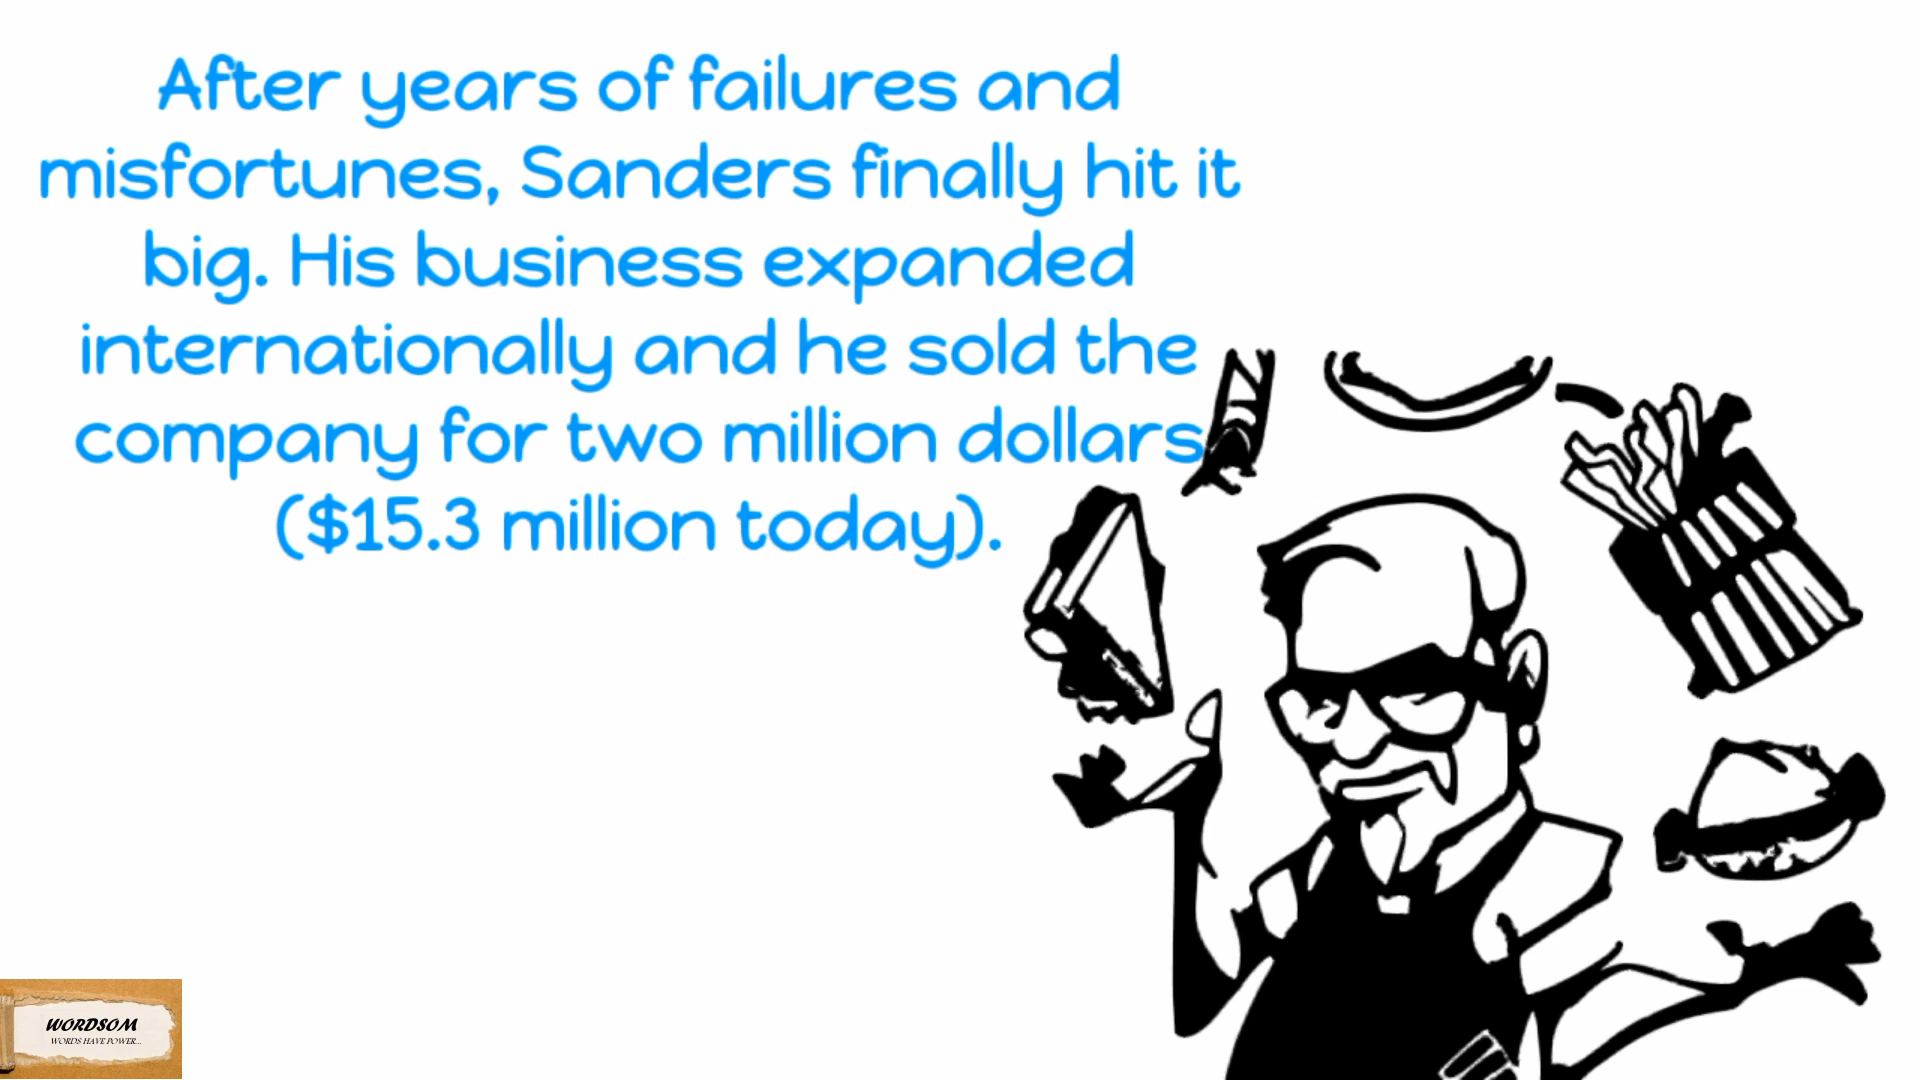 After years of failures and
misfortunes, Sanders finally hit it
big. His business expanded
internationally and he sold the
company for two million dollars
($15.3 million today).
WORDSOM
WORDS HAVE POWER...